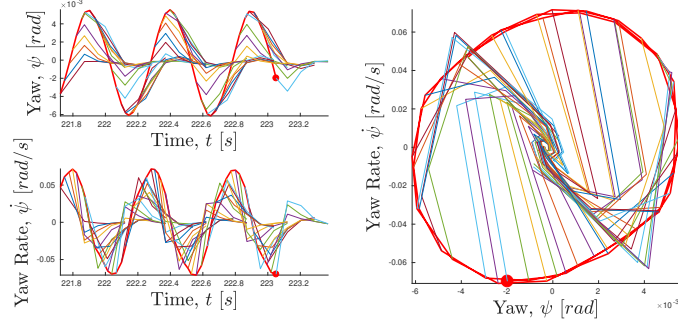 ×10⁻³
4
2
0
-2
-4
-6
Yaw, ψ [rad]
221.8 222 222.2 222.4 222.6 222.8 223 223.2
Time, t [s]
0.05
0
-0.05
Yaw Rate, ψ̇ [rad/s]
221.8 222 222.2 222.4 222.6 222.8 223 223.2
Time, t [s]
0.06
0.04
0.02
0
-0.02
-0.04
-0.06
Yaw Rate, ψ̇ [rad/s]
-6 -4 -2 0 2 4
×10⁻³
Yaw, ψ [rad]